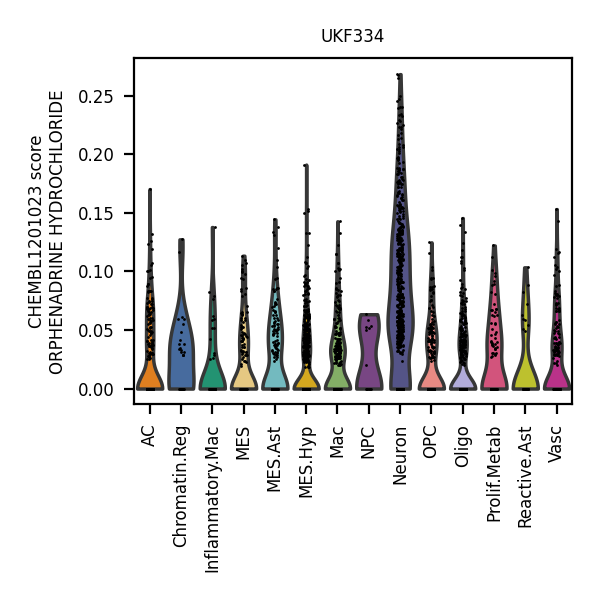 UKF334
CHEMBL1201023 score
ORPHENADRINE HYDROCHLORIDE
0.25
0.20
0.15
0.10
0.05
0.00
AC
Chromatin.Reg
Inflammatory.Mac
MES
MES.Ast
MES.Hyp
Mac
NPC
Neuron
OPC
Oligo
Prolif.Metab
Reactive.Ast
Vasc